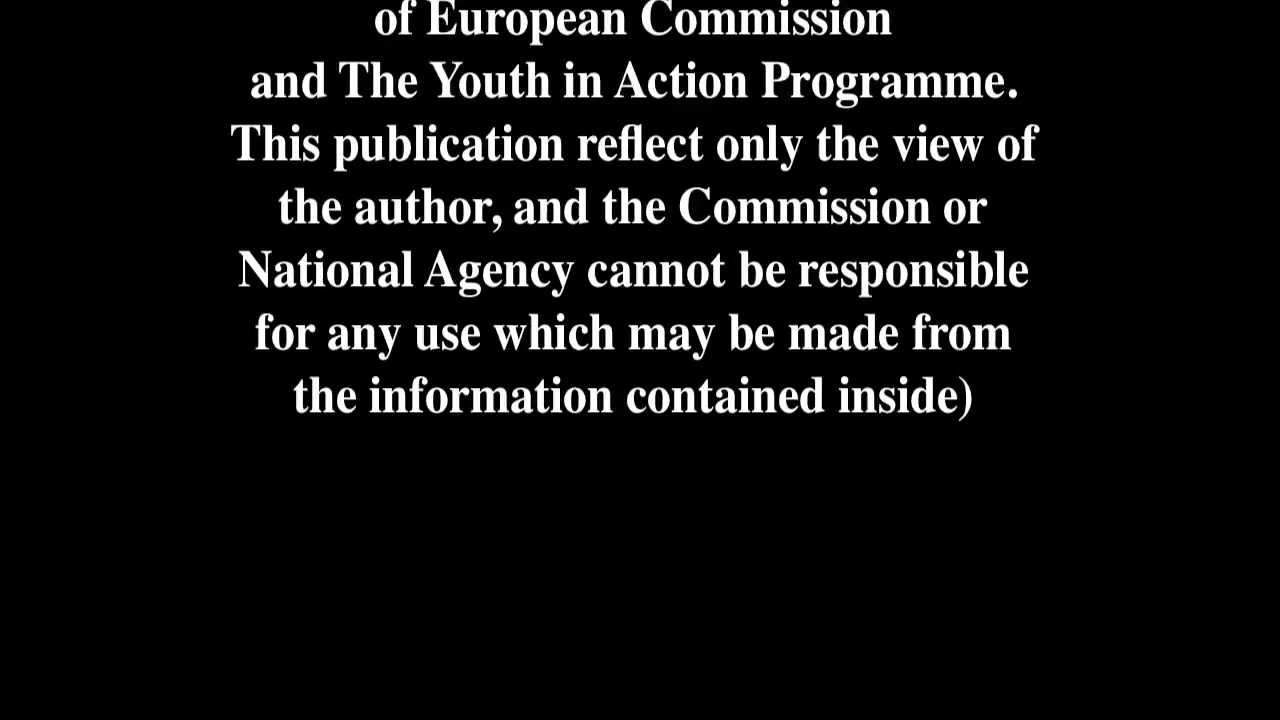 of European Commission
and The Youth in Action Programme.
This publication reflect only the view of
the author, and the Commission or
National Agency cannot be responsible
for any use which may be made from
the information contained inside)